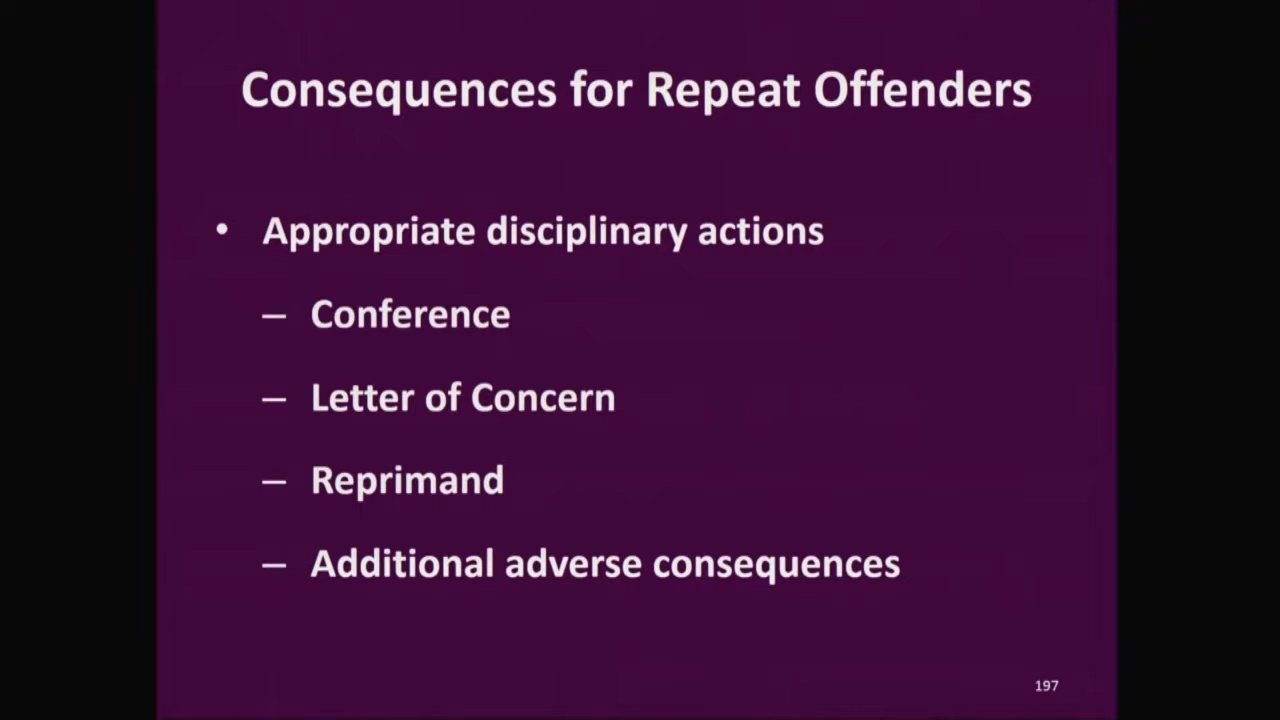 Consequences for Repeat Offenders
• Appropriate disciplinary actions
– Conference
– Letter of Concern
– Reprimand
– Additional adverse consequences
197